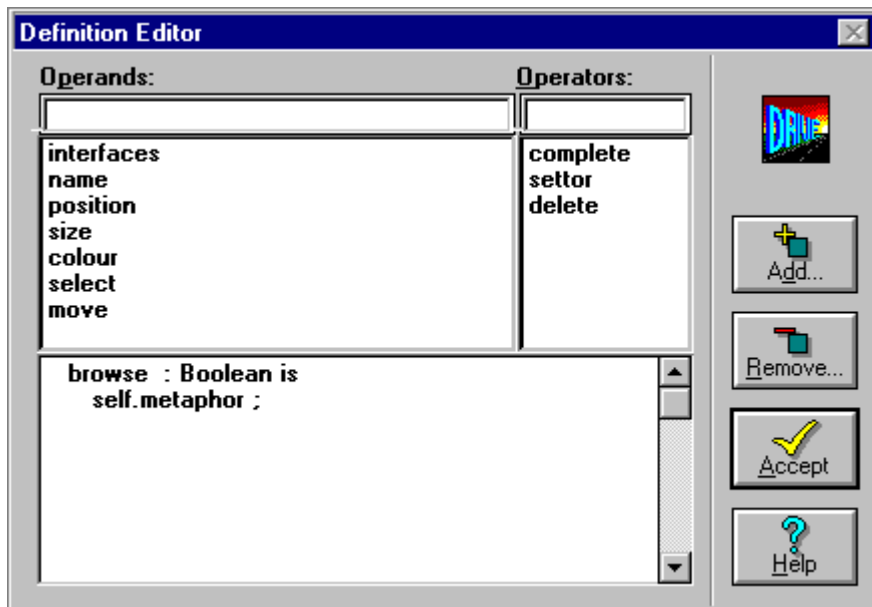 Definition Editor
Operands:
Operators:
interfaces
name
position
size
colour
select
move
complete
settor
delete
browse : Boolean is
self.metaphor ;
DRIVE
Add...
Remove...
Accept
Help